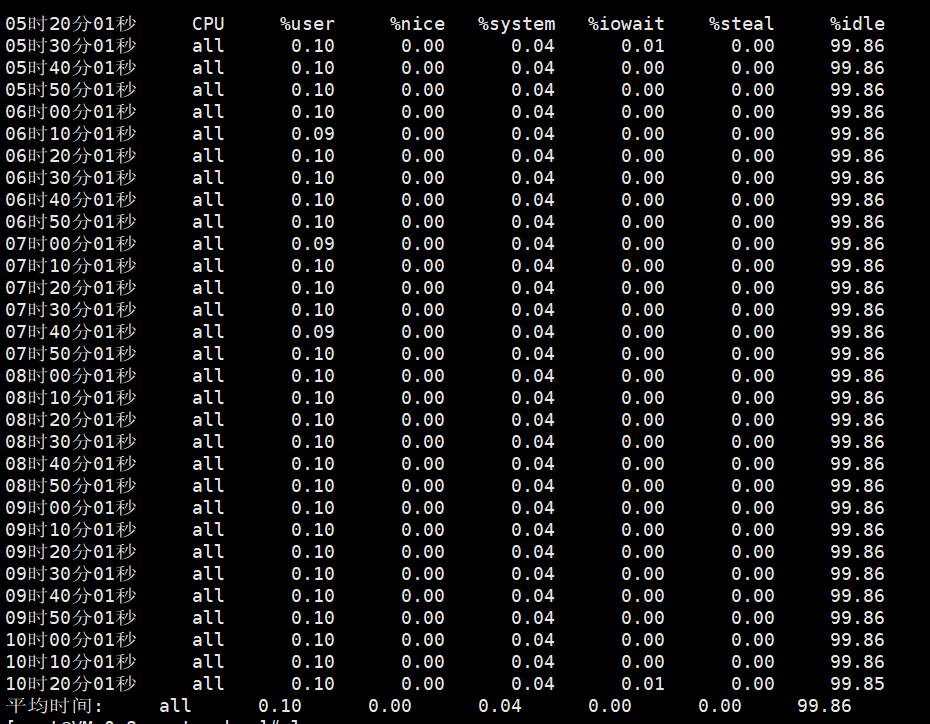 05时20分01秒 CPU %user %nice %system %iowait %steal %idle
05时30分01秒 all 0.10 0.00 0.04 0.01 0.00 99.86
05时40分01秒 all 0.10 0.00 0.04 0.00 0.00 99.86
05时50分01秒 all 0.10 0.00 0.04 0.00 0.00 99.86
06时00分01秒 all 0.10 0.00 0.04 0.00 0.00 99.86
06时10分01秒 all 0.09 0.00 0.04 0.00 0.00 99.86
06时20分01秒 all 0.10 0.00 0.04 0.00 0.00 99.86
06时30分01秒 all 0.10 0.00 0.04 0.00 0.00 99.86
06时40分01秒 all 0.10 0.00 0.04 0.00 0.00 99.86
06时50分01秒 all 0.10 0.00 0.04 0.00 0.00 99.86
07时00分01秒 all 0.09 0.00 0.04 0.00 0.00 99.86
07时10分01秒 all 0.10 0.00 0.04 0.00 0.00 99.86
07时20分01秒 all 0.10 0.00 0.04 0.00 0.00 99.86
07时30分01秒 all 0.10 0.00 0.04 0.00 0.00 99.86
07时40分01秒 all 0.09 0.00 0.04 0.00 0.00 99.86
07时50分01秒 all 0.10 0.00 0.04 0.00 0.00 99.86
08时00分01秒 all 0.10 0.00 0.04 0.00 0.00 99.86
08时10分01秒 all 0.10 0.00 0.04 0.00 0.00 99.86
08时20分01秒 all 0.10 0.00 0.04 0.00 0.00 99.86
08时30分01秒 all 0.10 0.00 0.04 0.00 0.00 99.86
08时40分01秒 all 0.10 0.00 0.04 0.00 0.00 99.86
08时50分01秒 all 0.10 0.00 0.04 0.00 0.00 99.86
09时00分01秒 all 0.10 0.00 0.04 0.00 0.00 99.86
09时10分01秒 all 0.10 0.00 0.04 0.00 0.00 99.86
09时20分01秒 all 0.10 0.00 0.04 0.00 0.00 99.86
09时30分01秒 all 0.10 0.00 0.04 0.00 0.00 99.86
09时40分01秒 all 0.10 0.00 0.04 0.00 0.00 99.86
09时50分01秒 all 0.10 0.00 0.04 0.00 0.00 99.86
10时00分01秒 all 0.10 0.00 0.04 0.00 0.00 99.86
10时10分01秒 all 0.10 0.00 0.04 0.00 0.00 99.86
10时20分01秒 all 0.10 0.00 0.04 0.01 0.00 99.85
平均时间: all 0.10 0.00 0.04 0.00 0.00 99.86